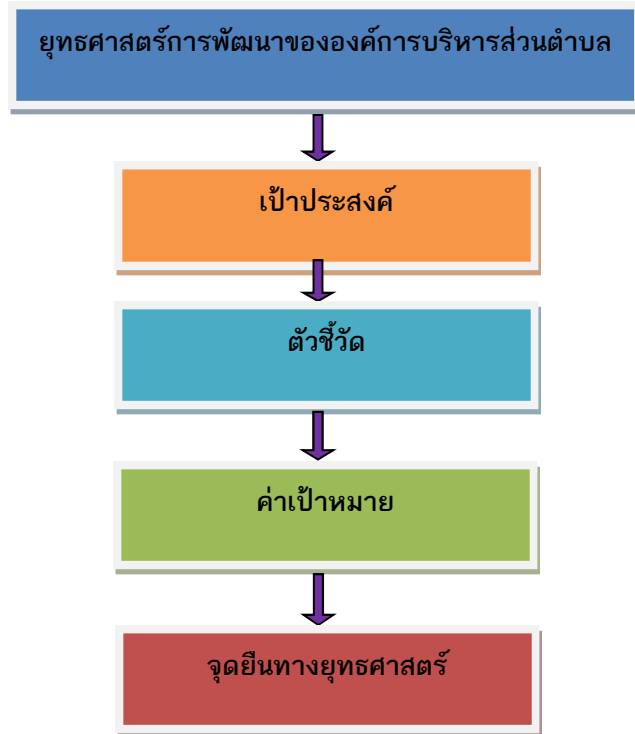 ยุทธศาสตร์การพัฒนาขององค์การบริหารส่วนตำบล
เป้าประสงค์
ตัวชี้วัด
ค่าเป้าหมาย
จุดยืนทางยุทธศาสตร์